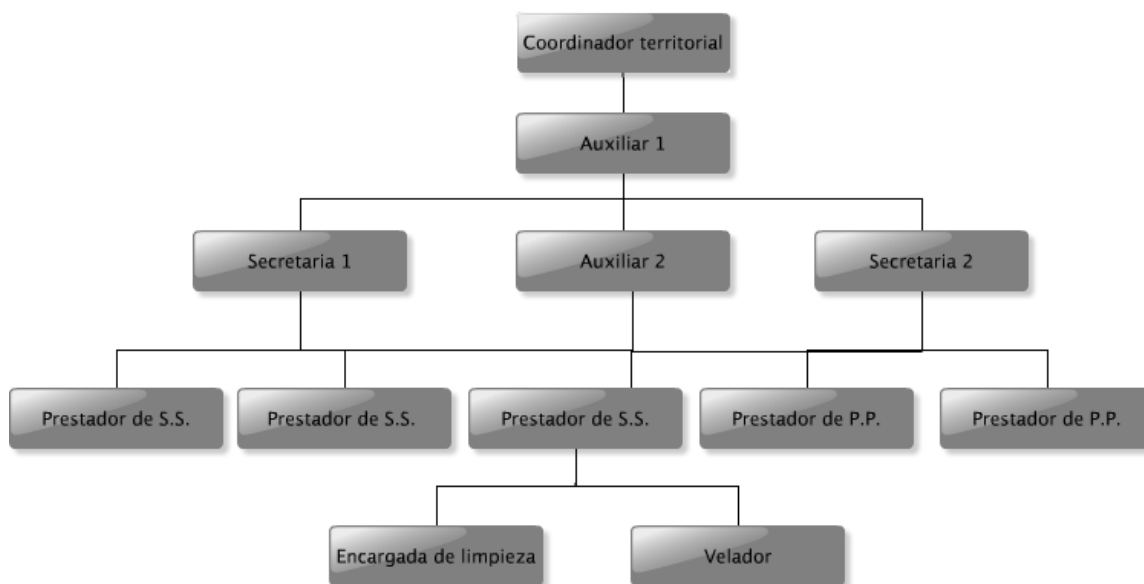 Coordinador territorial
Auxiliar 1
Secretaria 1
Auxiliar 2
Secretaria 2
Prestador de S.S.
Prestador de S.S.
Prestador de S.S.
Prestador de P.P.
Prestador de P.P.
Encargada de limpieza
Velador